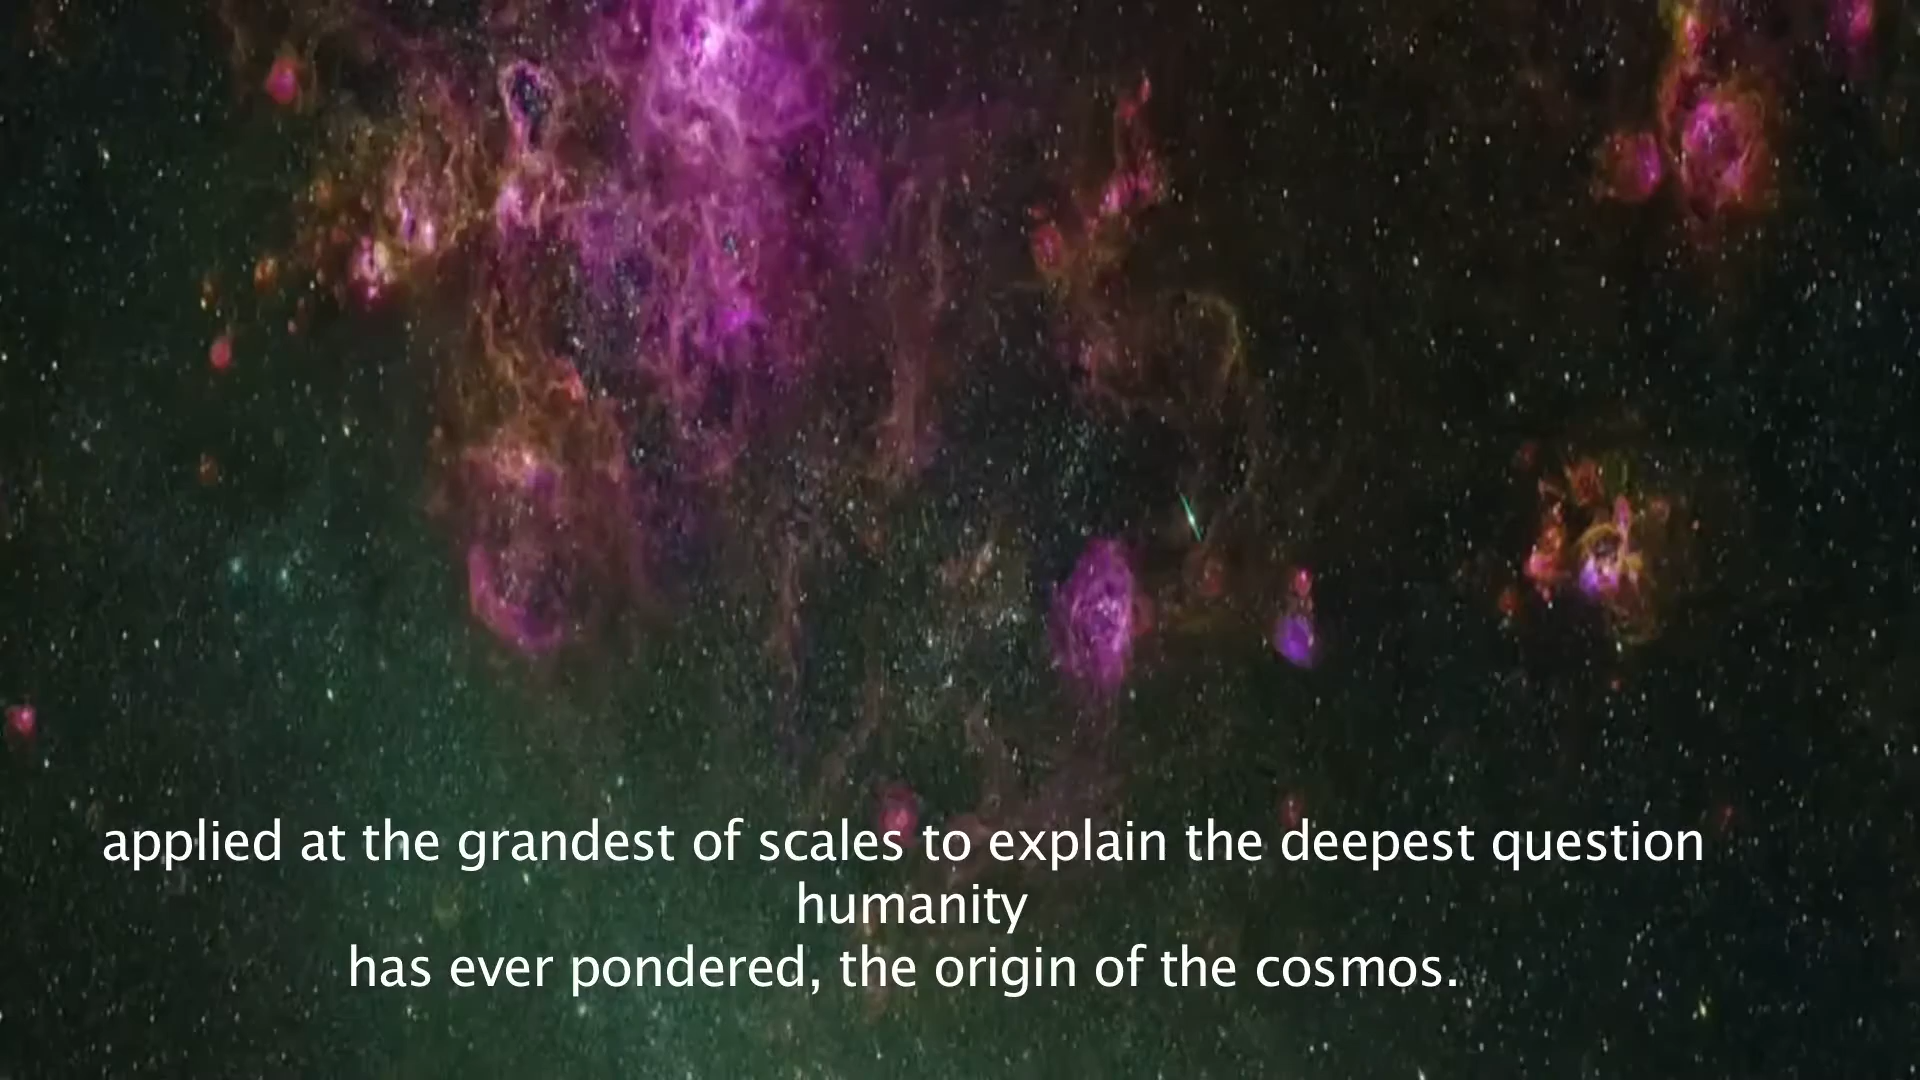 applied at the grandest of scales to explain the deepest question
humanity
has ever pondered, the origin of the cosmos.